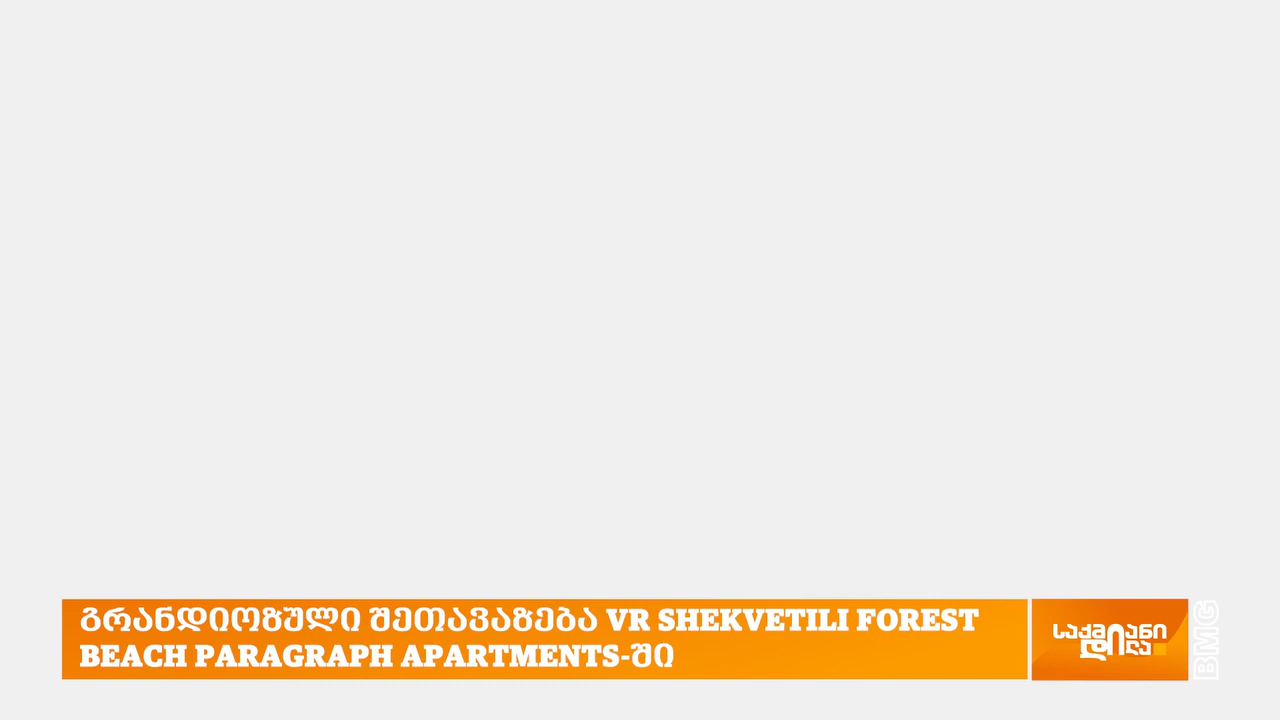 გრანდიოზული შეთავაზება VR SHEKVETILI FOREST
BEACH PARAGRAPH APARTMENTS-ში
საქმიანი
დილა
BMG